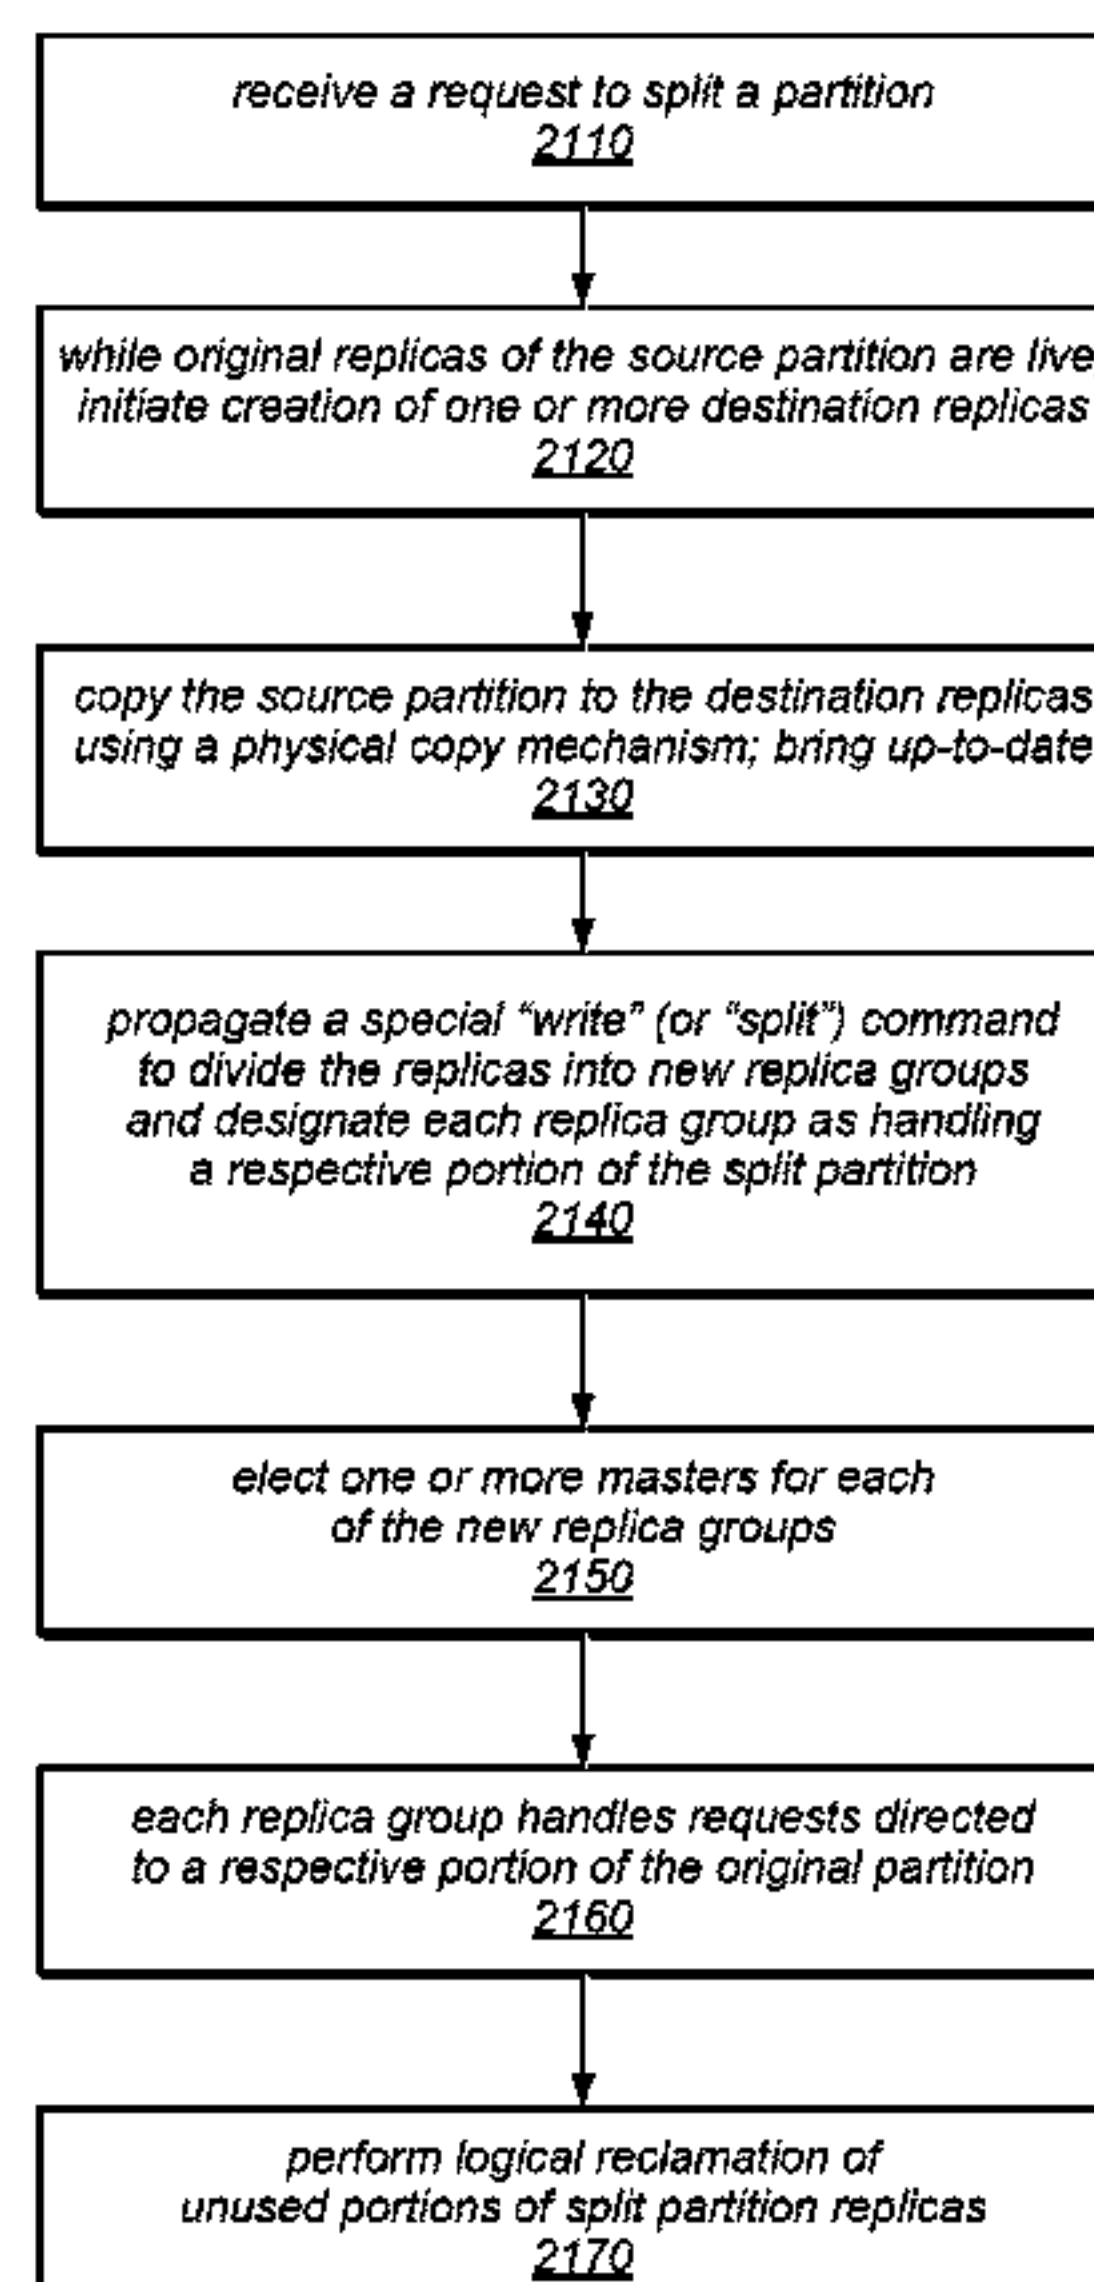 receive a request to split a partition
2110
while original replicas of the source partition are live,
initiate creation of one or more destination replicas
2120
copy the source partition to the destination replicas
using a physical copy mechanism; bring up-to-date
2130
propagate a special “write” (or “split”) command
to divide the replicas into new replica groups
and designate each replica group as handling
a respective portion of the split partition
2140
elect one or more masters for each
of the new replica groups
2150
each replica group handles requests directed
to a respective portion of the original partition
2160
perform logical reclamation of
unused portions of split partition replicas
2170